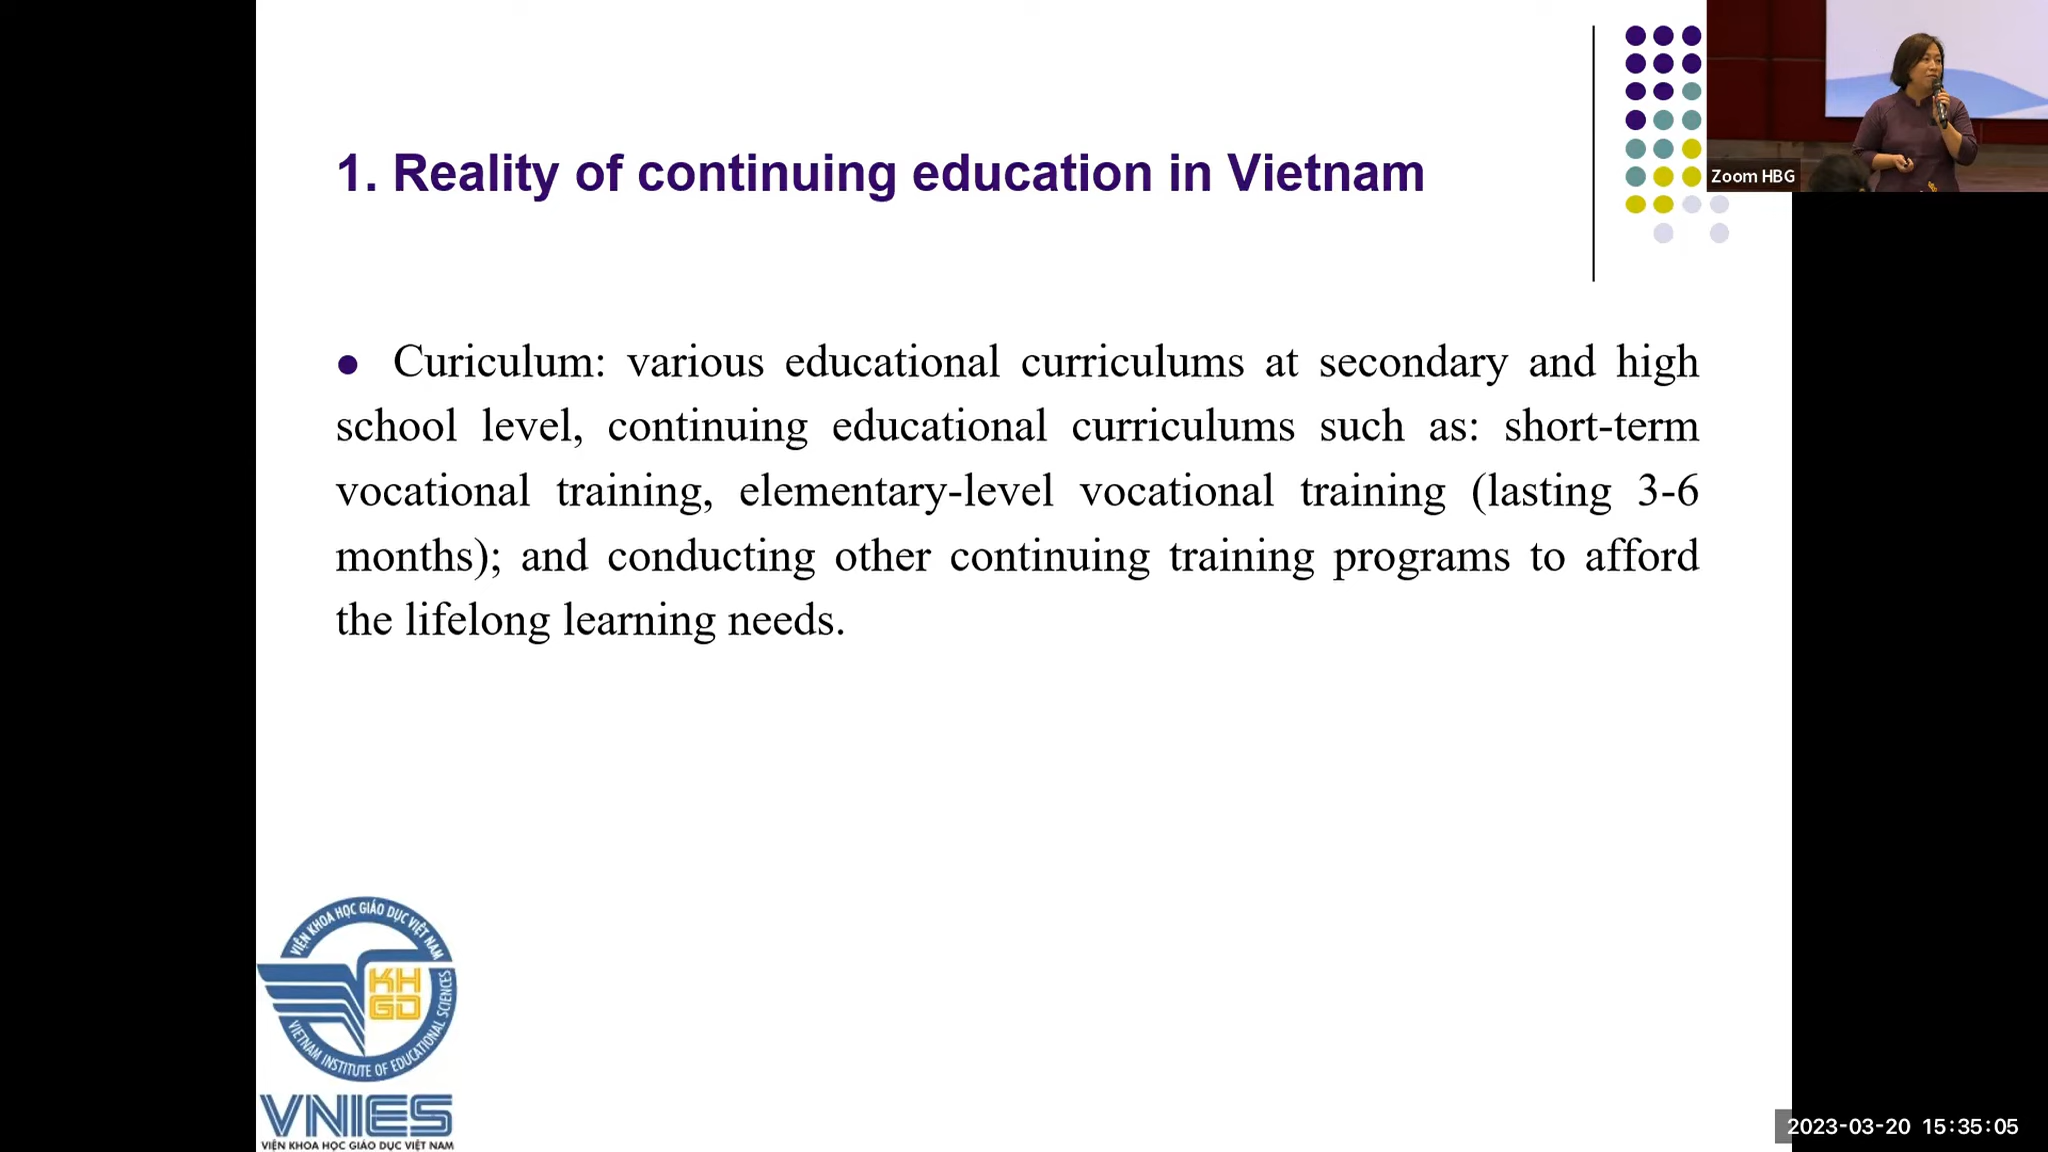 1. Reality of continuing education in Vietnam
Zoom HBG
● Curiculum: various educational curriculums at secondary and high
school level, continuing educational curriculums such as: short-term
vocational training, elementary-level vocational training (lasting 3-6
months); and conducting other continuing training programs to afford
the lifelong learning needs.
VIỆN KHOA HỌC GIÁO DỤC VIỆT NAM
KH
GD
VIETNAM INSTITUTE OF EDUCATIONAL SCIENCES
VNIES
VIỆN KHOA HỌC GIÁO DỤC VIỆT NAM
2023-03-20 15:35:05